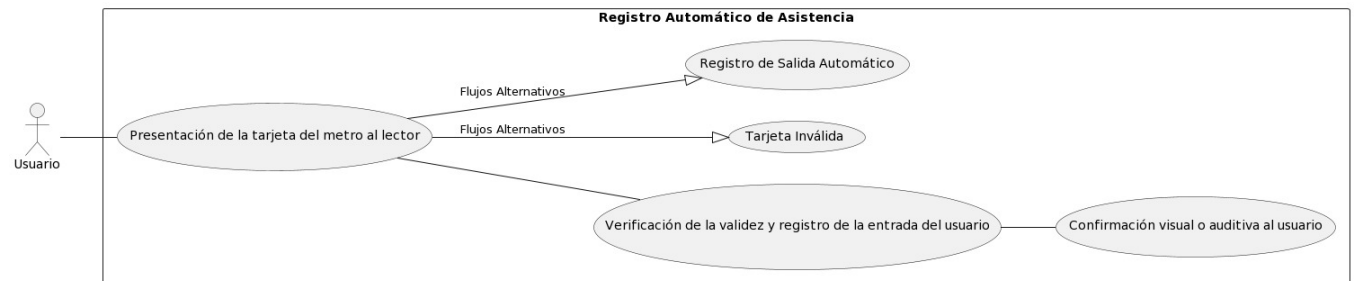 Registro Automático de Asistencia
Registro de Salida Automático
Flujos Alternativos
Flujos Alternativos
Presentación de la tarjeta del metro al lector
Tarjeta Inválida
Usuario
Verificación de la validez y registro de la entrada del usuario
Confirmación visual o auditiva al usuario